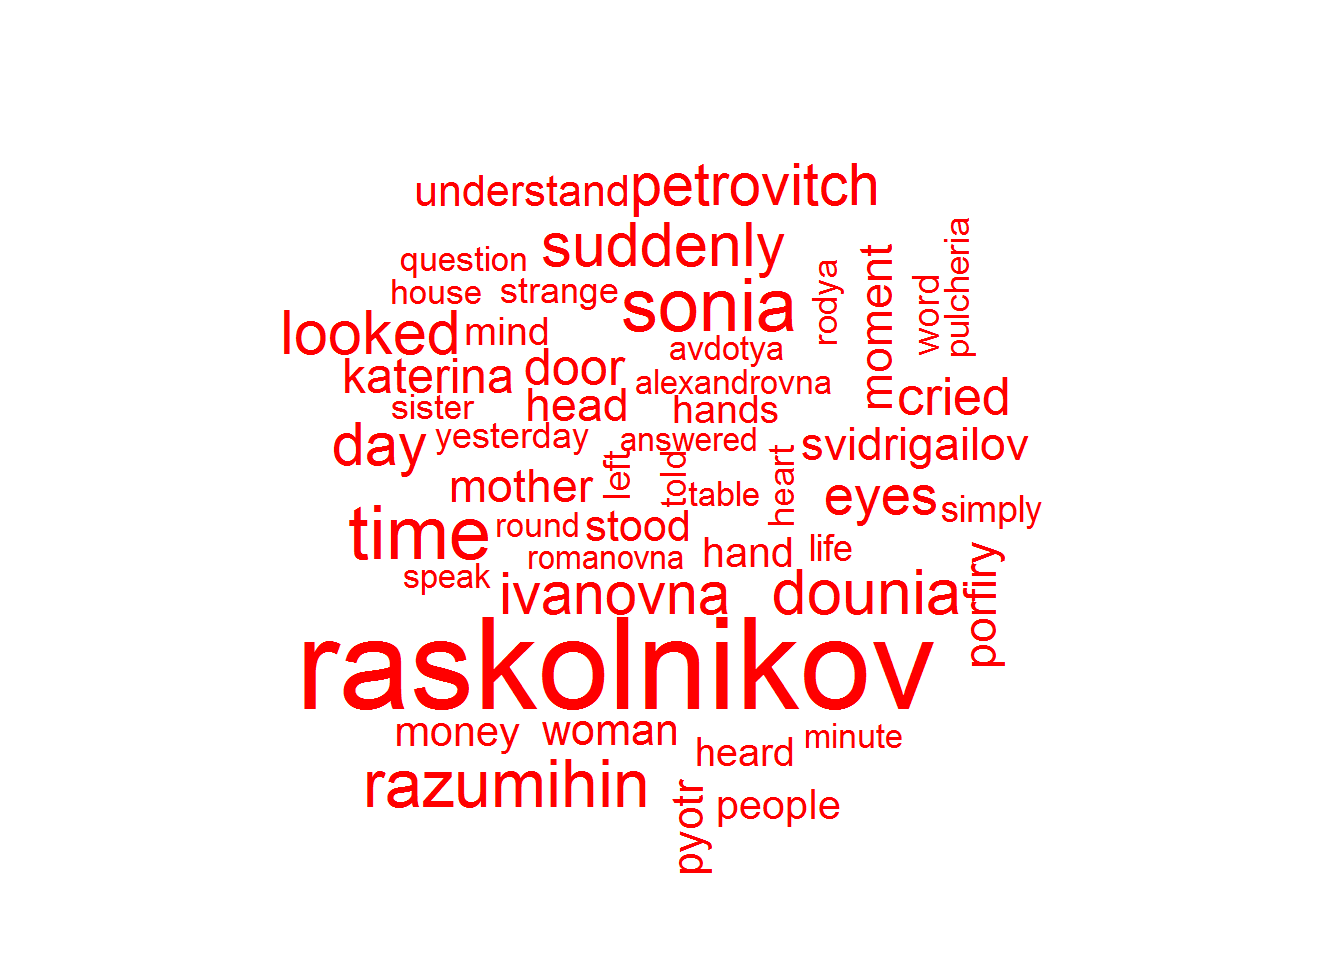 understand petrovitch
suddenly
question
house strange
sonia
rodya
moment
word
pulcheria
looked mind
avdotya
katerina door
alexandrovna
sister head hands
cried
day yesterday answered
svidrigailov
mother left told table heart
eyes simply
time round stood
romanovna hand life
speak
ivanovna dounia
porfiry
raskolnikov
money woman
heard minute
razumihin
pyotr people